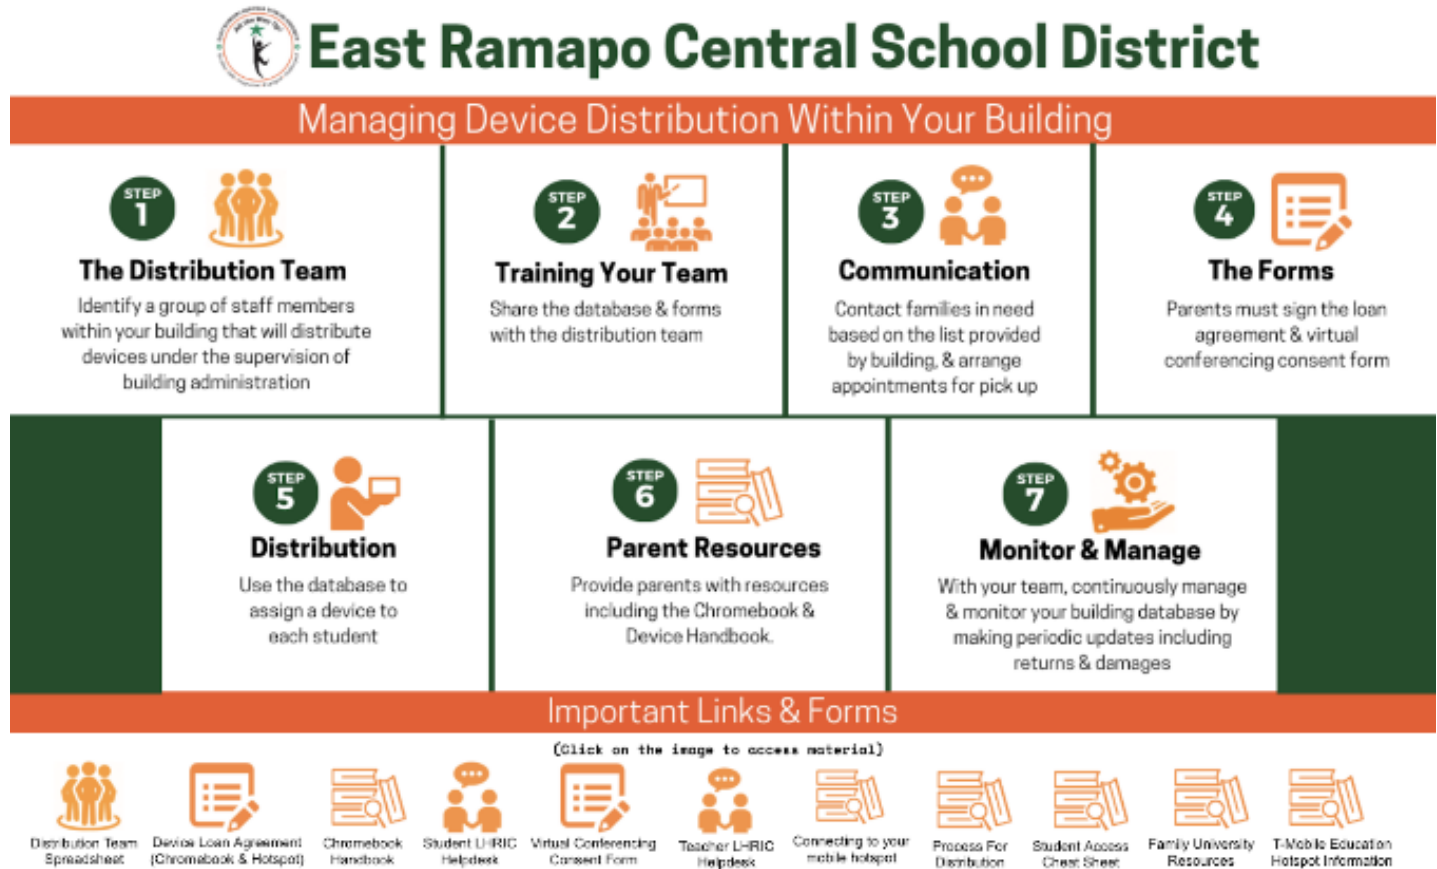 East Ramapo Central School District
Managing Device Distribution Within Your Building
STEP
1
The Distribution Team
Identify a group of staff members
within your building that will distribute
devices under the supervision of
building administration
STEP
2
Training Your Team
Share the database & forms
with the distribution team
STEP
3
Communication
Contact families in need
based on the list provided
by building, & arrange
appointments for pick up
STEP
4
The Forms
Parents must sign the loan
agreement & virtual
conferencing consent form
STEP
5
Distribution
Use the database to
assign a device to
each student
STEP
6
Parent Resources
Provide parents with resources
including the Chromebook &
Device Handbook.
STEP
7
Monitor & Manage
With your team, continuously manage
& monitor your building database by
making periodic updates including
returns & damages
Important Links & Forms
(Click on the image to access material)
Distribution Team
Spreadsheet
Device Loan Agreement
(Chromebook & Hotspot)
Chromebook
Handbook
Student LHRIC
Helpdesk
Virtual Conferencing
Consent Form
Teacher LHRIC
Helpdesk
Connecting to your
mobile hotspot
Process For
Distribution
Student Access
Cheat Sheet
Family University
Resources
T-Mobile Education
Hotspot Information